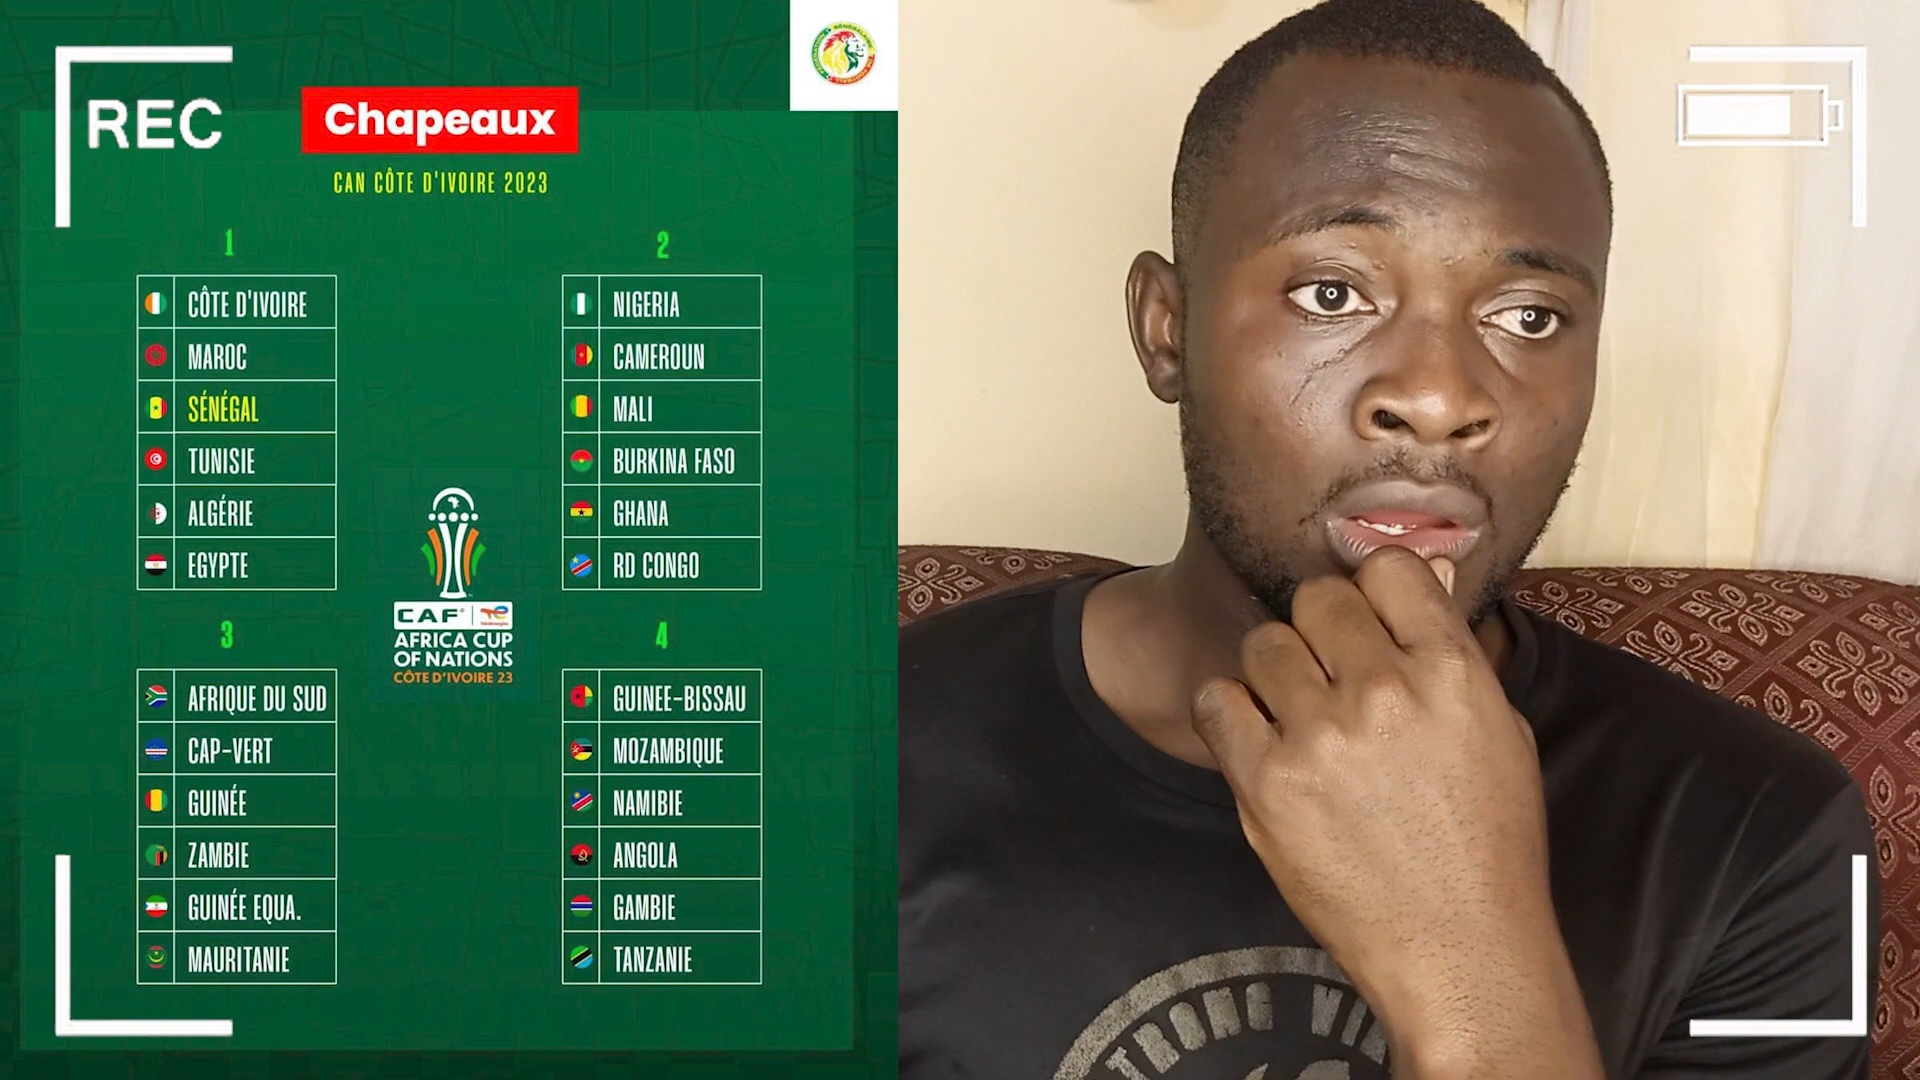 REC
Chapeaux
CAN CÔTE D'IVOIRE 2023
1
CÔTE D'IVOIRE
MAROC
SÉNÉGAL
TUNISIE
ALGÉRIE
EGYPTE
2
NIGERIA
CAMEROUN
MALI
BURKINA FASO
GHANA
RD CONGO
CAF
AFRICA CUP
OF NATIONS
CÔTE D'IVOIRE 23
3
AFRIQUE DU SUD
CAP-VERT
GUINÉE
ZAMBIE
GUINÉE EQUA.
MAURITANIE
4
GUINEE-BISSAU
MOZAMBIQUE
NAMIBIE
ANGOLA
GAMBIE
TANZANIE